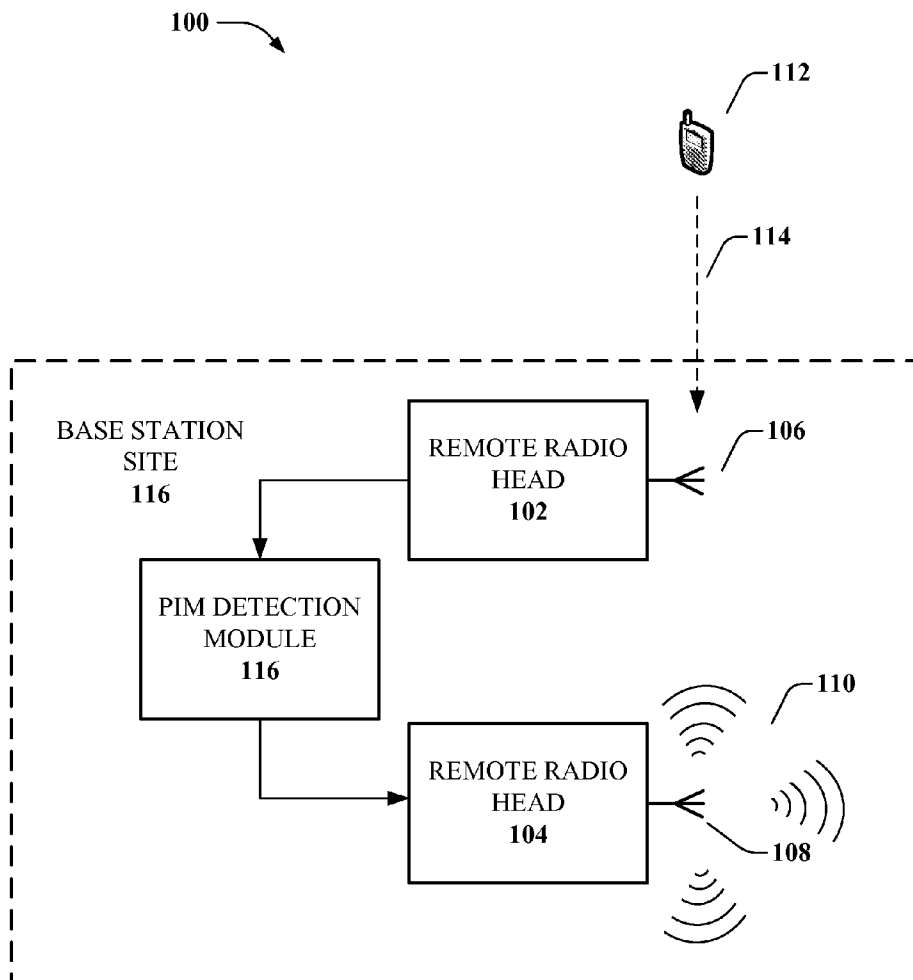 100
112
114
BASE STATION
SITE
116
REMOTE RADIO
HEAD
102
106
PIM DETECTION
MODULE
116
110
REMOTE RADIO
HEAD
104
108